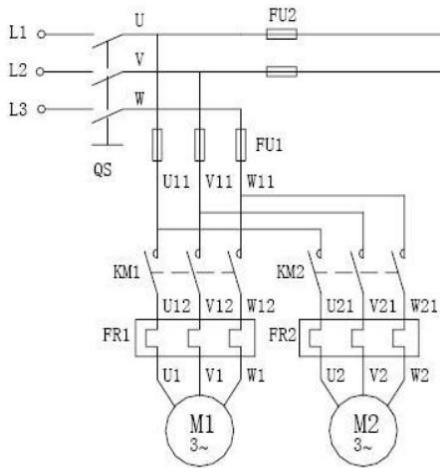 U FU2
L1
V
L2
W
L3
FU1
QS U11 V11 W11
KM1 KM2
U12 V12 W12 U21 V21 W21
FR1 FR2
U1 V1 W1 U2 V2 W2
M1 M2
3~ 3~